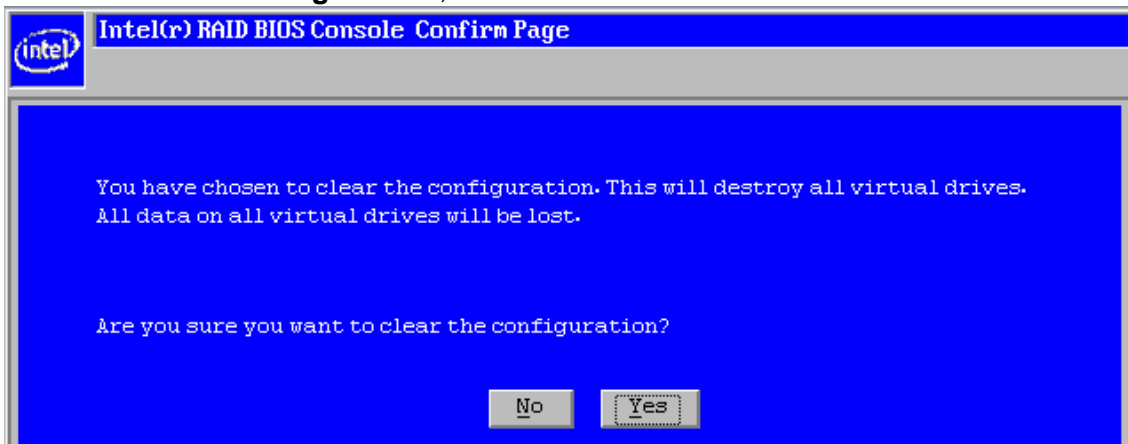 Intel(r) RAID BIOS Console Confirm Page
intel
You have chosen to clear the configuration. This will destroy all virtual drives.
All data on all virtual drives will be lost.
Are you sure you want to clear the configuration?
No
Yes